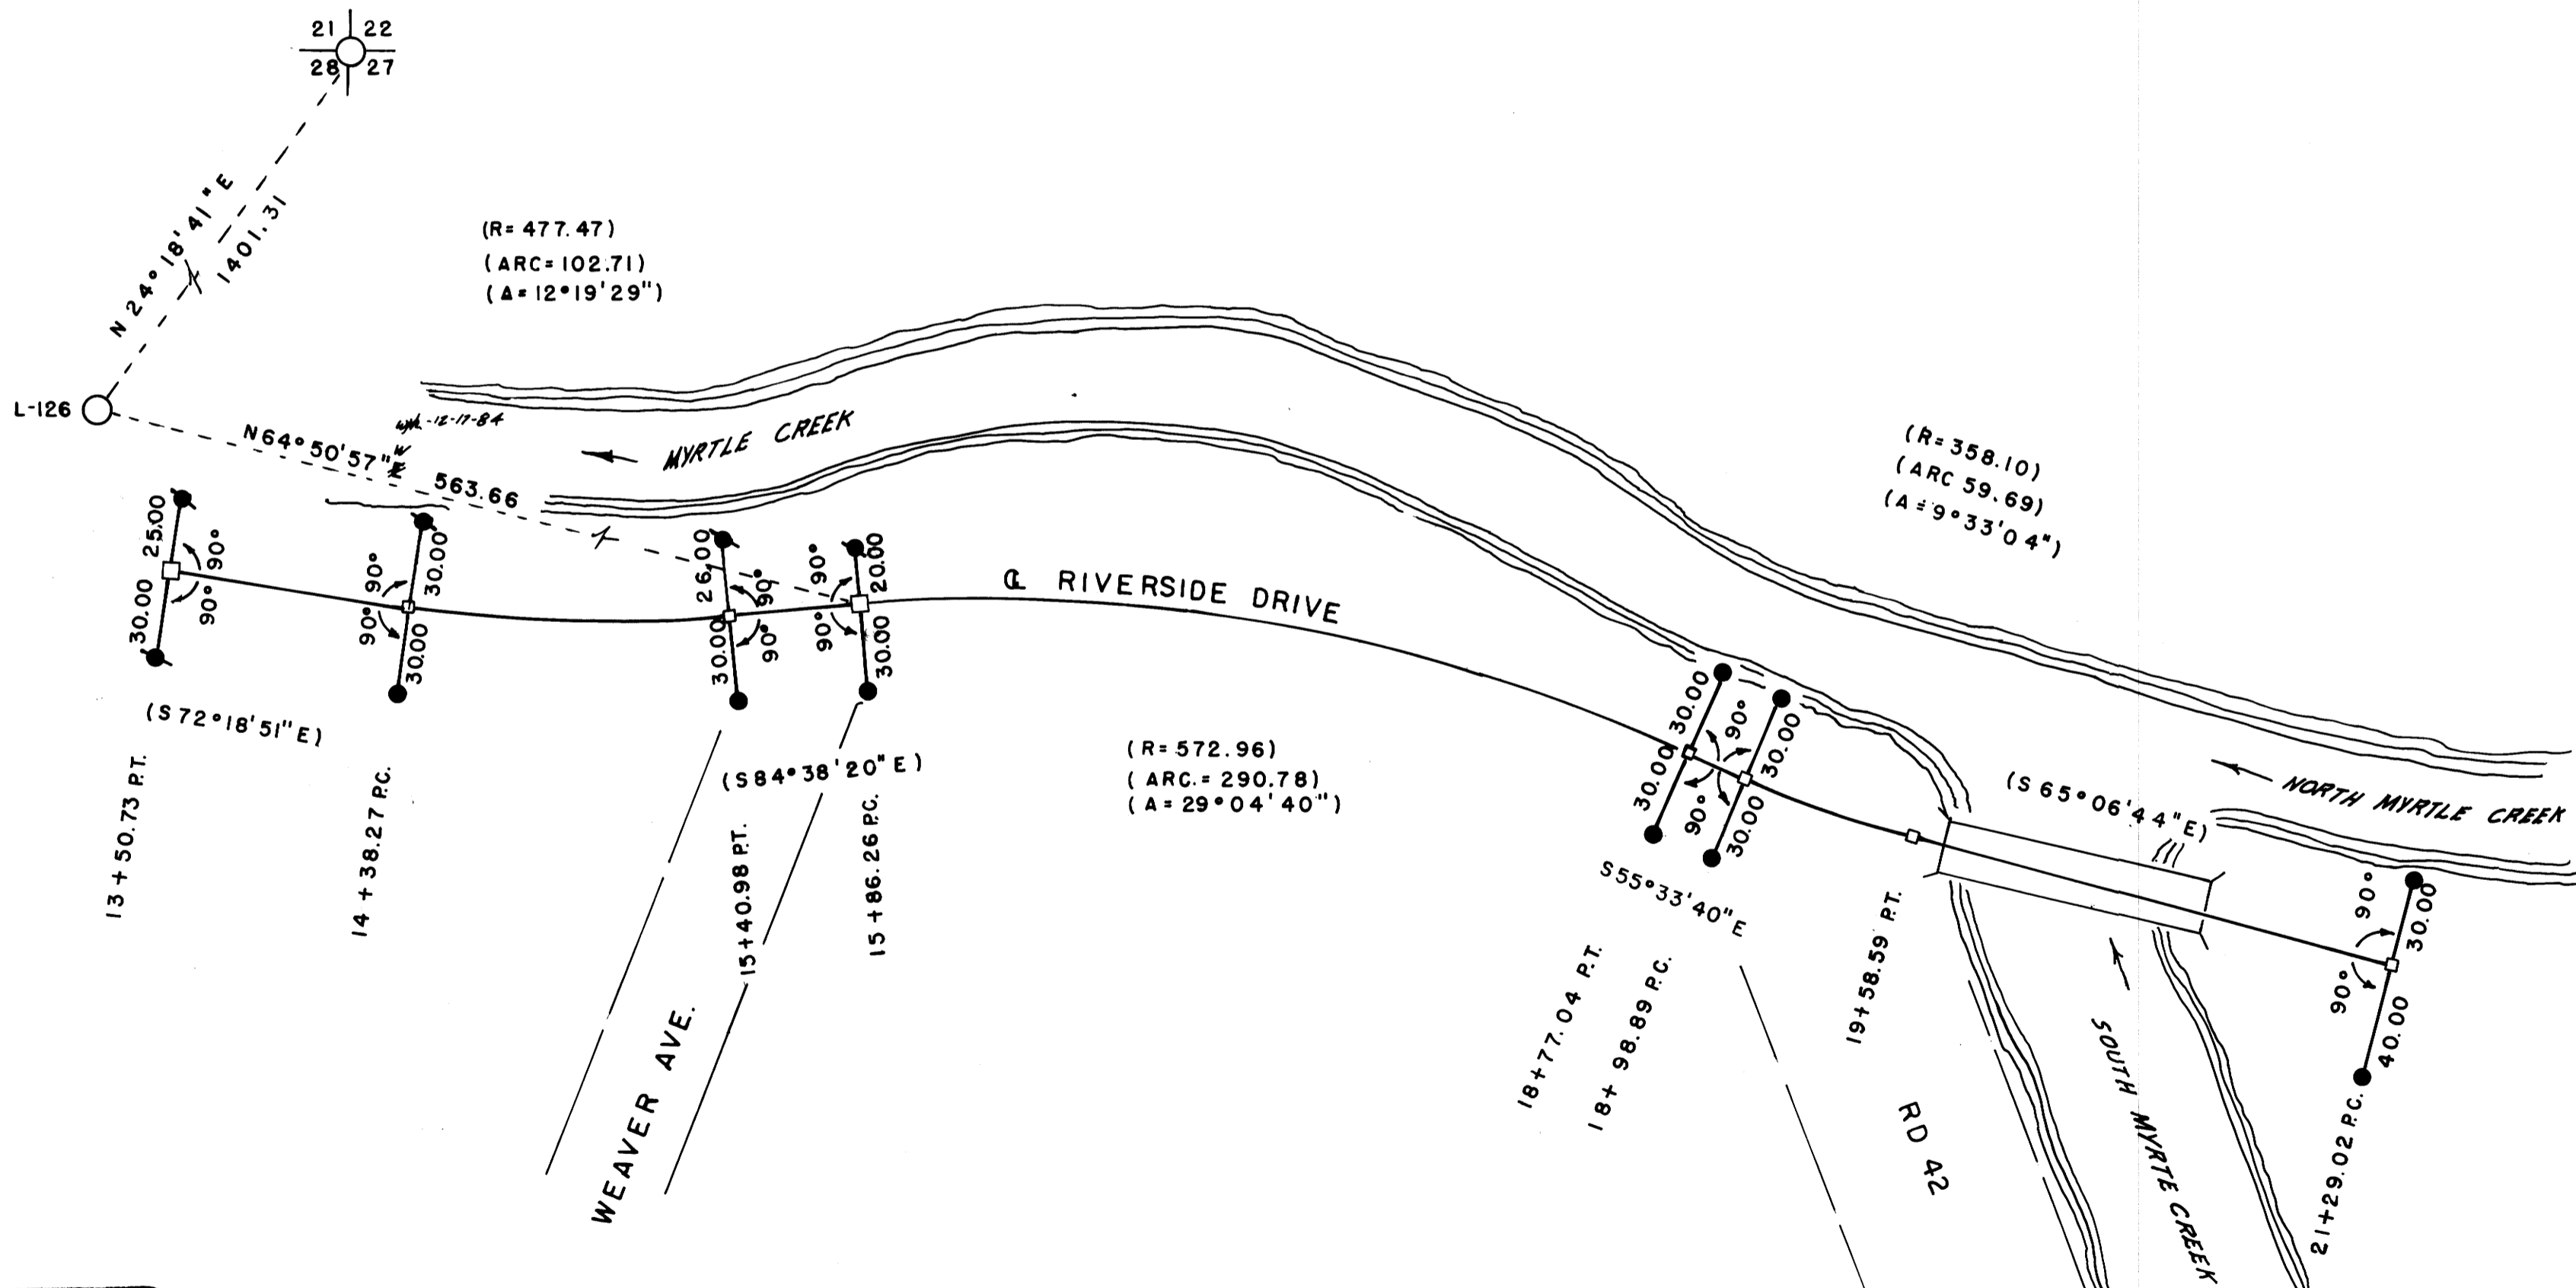 21 22
28 27
N 24° 18' 41" E
1401.31
L-126
(R= 477.47)
(ARC= 102.71)
(Δ= 12°19'29")
-12-17-84
N64°50'57" W
563.66
MYRTLE CREEK
25.00
90°
30.00
90°
90°
30.00
90°
30.00
26.00
90°
30.00
90°
90°
20.00
90°
30.00
℄ RIVERSIDE DRIVE
(R=358.10)
(ARC 59.69)
(Δ=9°33'04")
(S 72°18'51" E)
13+50.73 P.T.
14+38.27 P.C.
(S84°38'20" E)
15+40.98 P.T.
15+86.26 P.C.
WEAVER AVE.
(R= 572.96)
(ARC.= 290.78)
(Δ= 29°04'40")
30.00
90°
30.00
30.00
90°
30.00
S55°33'40" E
18+77.04 P.T.
18+98.89 P.C.
19+58.59 P.T.
RD 42
(S 65°06'44" E)
NORTH MYRTLE CREEK
SOUTH MYRTE CREEK
90°
30.00
90°
40.00
21+29.02 P.C.